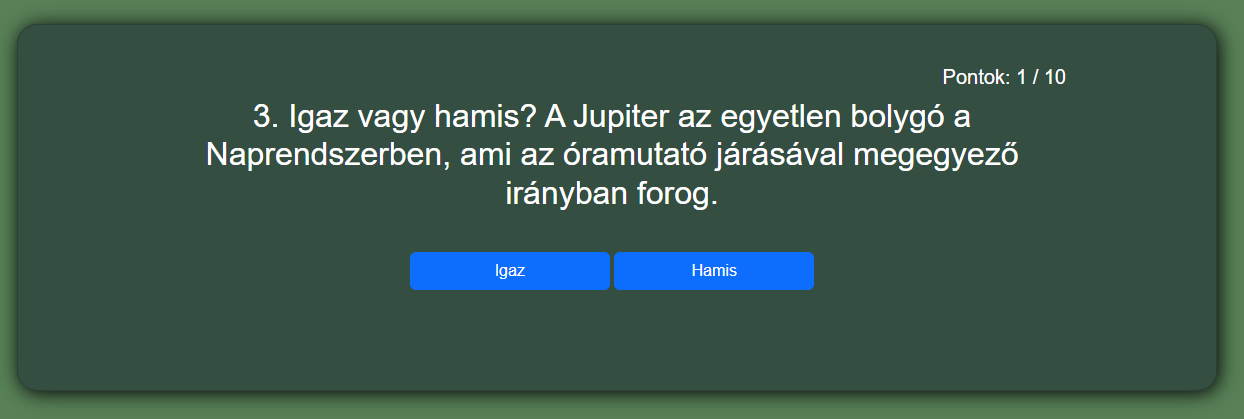 Pontok: 1 / 10
3. Igaz vagy hamis? A Jupiter az egyetlen bolygó a
Naprendszerben, ami az óramutató járásával megegyező
irányban forog.
Igaz
Hamis